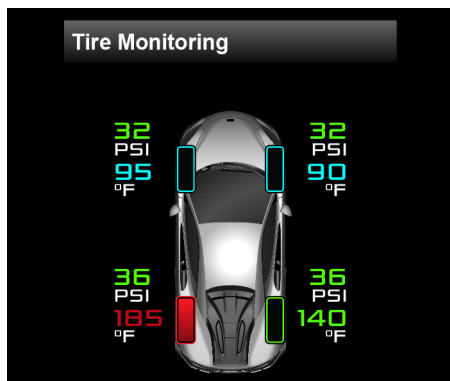 Tire Monitoring
32
PSI
95
°F
32
PSI
90
°F
36
PSI
185
°F
36
PSI
140
°F